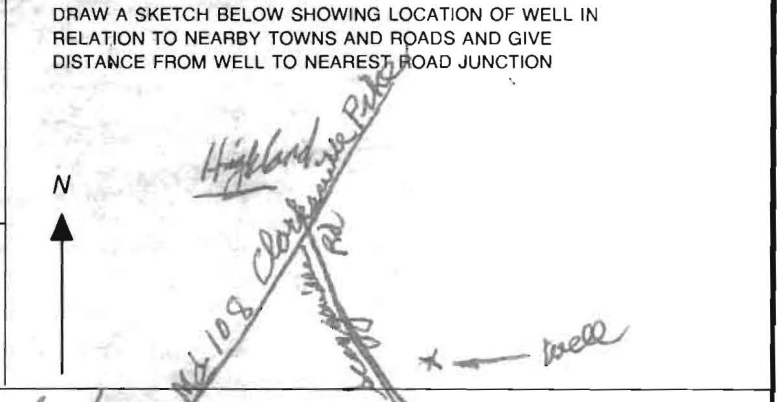 DRAW A SKETCH BELOW SHOWING LOCATION OF WELL IN
RELATION TO NEARBY TOWNS AND ROADS AND GIVE
DISTANCE FROM WELL TO NEAREST ROAD JUNCTION
Highland
N
Md 108 Clarksville Pike
Rd
Well